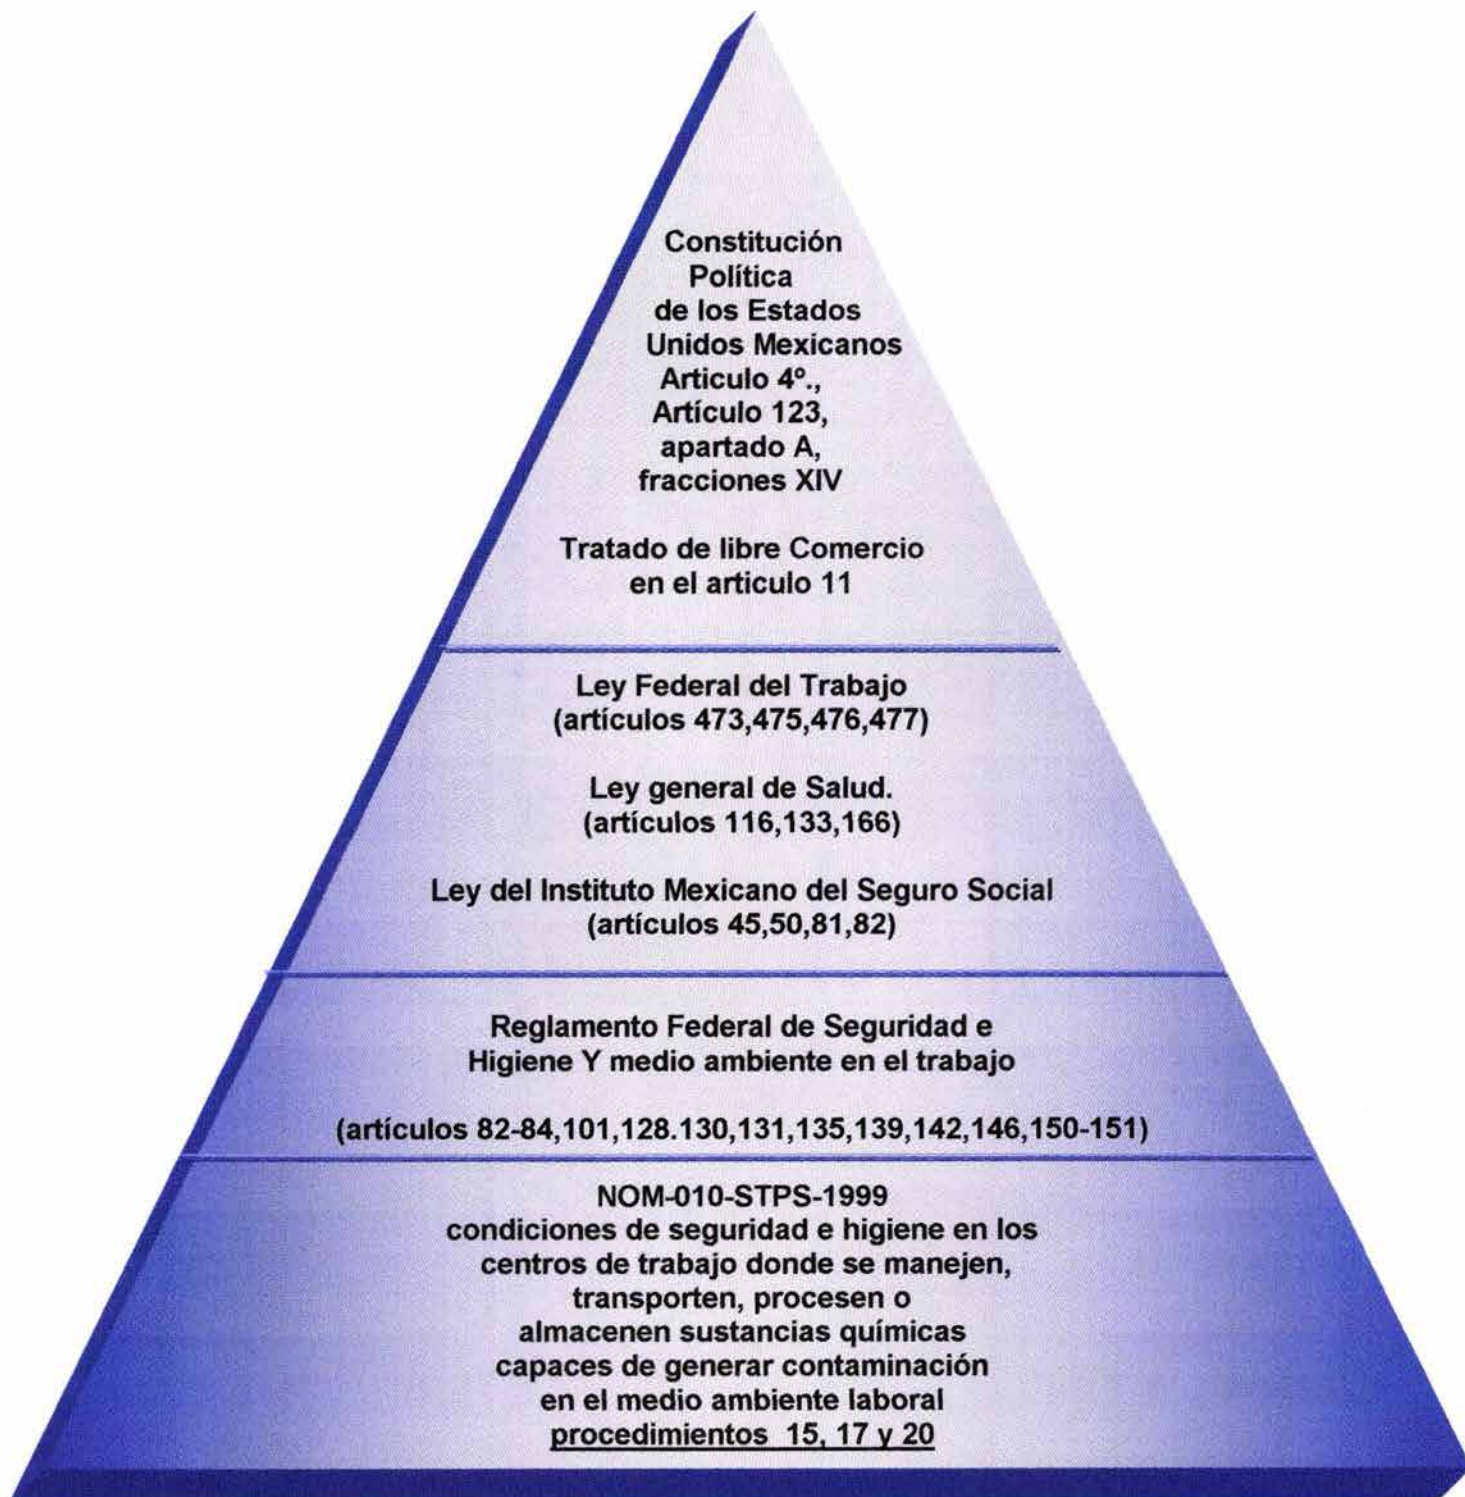 Constitución
Política
de los Estados
Unidos Mexicanos
Articulo 4º.,
Artículo 123,
apartado A,
fracciones XIV
Tratado de libre Comercio
en el articulo 11
Ley Federal del Trabajo
(artículos 473,475,476,477)
Ley general de Salud.
(artículos 116,133,166)
Ley del Instituto Mexicano del Seguro Social
(artículos 45,50,81,82)
Reglamento Federal de Seguridad e
Higiene Y medio ambiente en el trabajo
(artículos 82-84,101,128.130,131,135,139,142,146,150-151)
NOM-010-STPS-1999
condiciones de seguridad e higiene en los
centros de trabajo donde se manejen,
transporten, procesen o
almacenen sustancias químicas
capaces de generar contaminación
en el medio ambiente laboral
procedimientos 15, 17 y 20